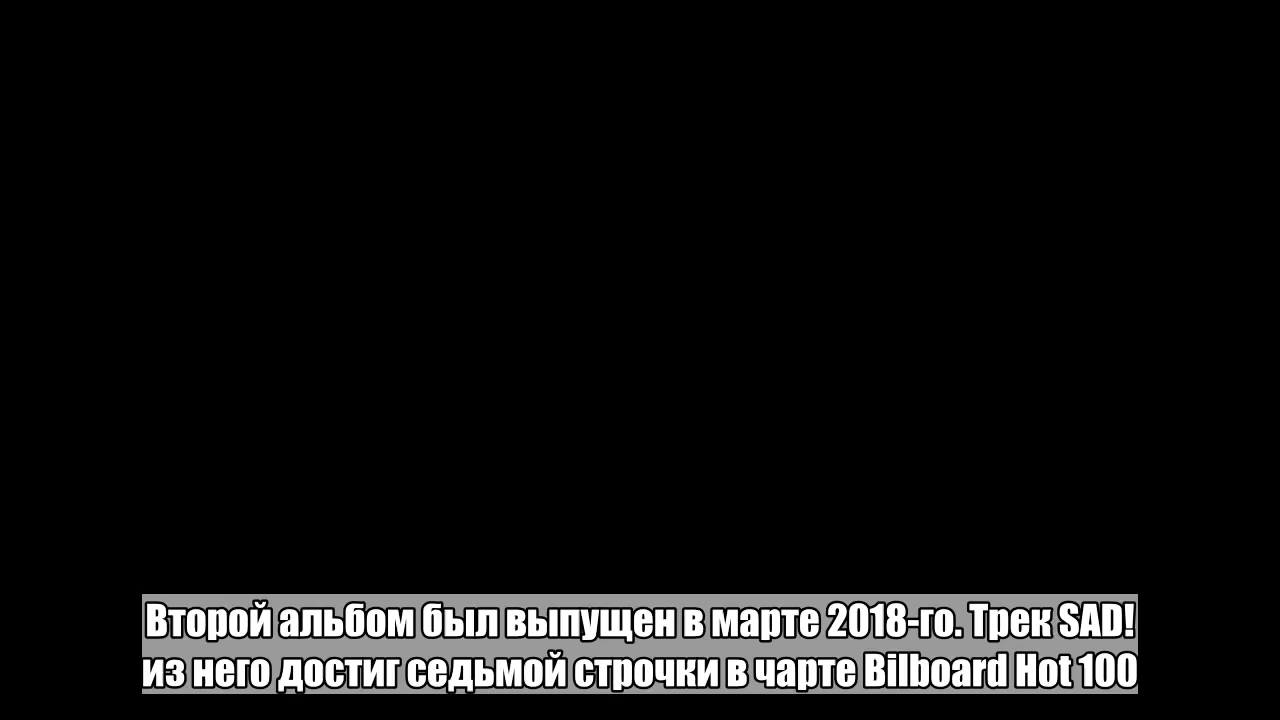 Второй альбом был выпущен в марте 2018-го. Трек SAD!
из него достиг седьмой строчки в чарте Bilboard Hot 100